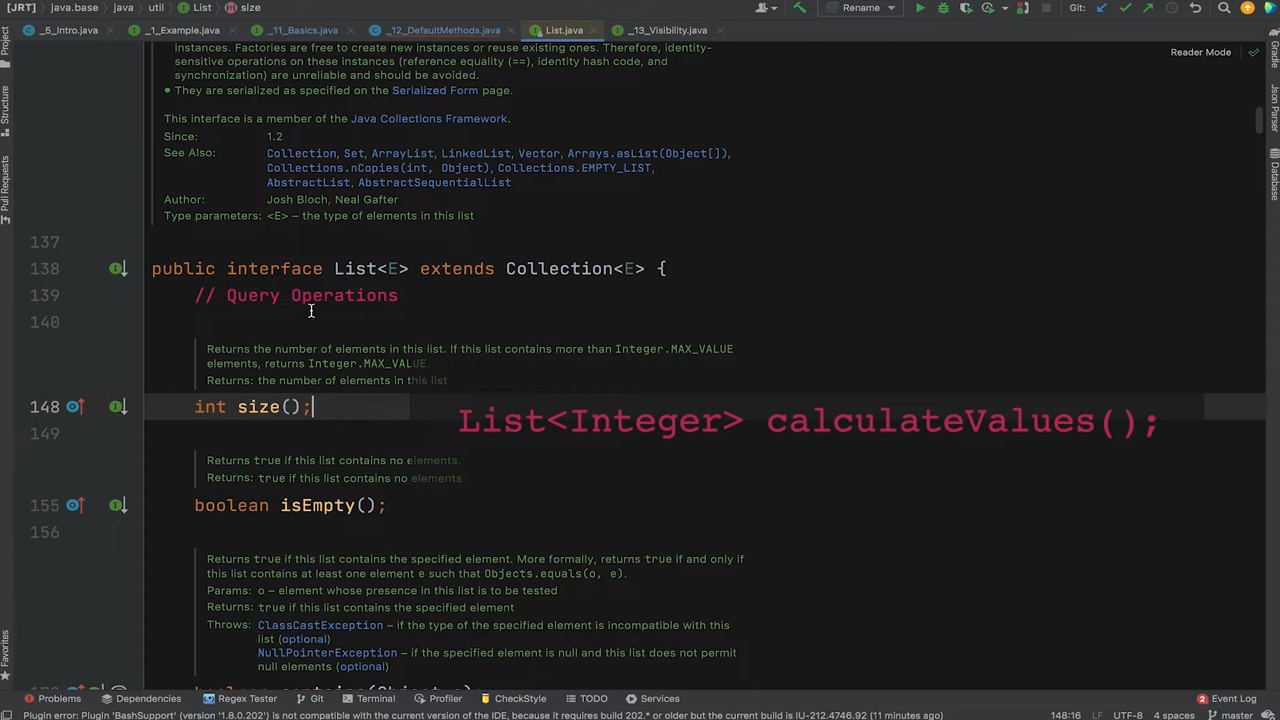 [JRT] java.base java util List size Rename Git:
_5_Intro.java _1_Example.java _11_Basics.java _12_DefaultMethods.java List.java _13_Visibility.java
Reader Mode
instances. Factories are free to create new instances or reuse existing ones. Therefore, identity-
sensitive operations on these instances (reference equality (==), identity hash code, and
synchronization) are unreliable and should be avoided.
• They are serialized as specified on the Serialized Form page.
This interface is a member of the Java Collections Framework.
Since: 1.2
See Also: Collection, Set, ArrayList, LinkedList, Vector, Arrays.asList(Object[]),
Collections.nCopies(int, Object), Collections.EMPTY_LIST,
AbstractList, AbstractSequentialList
Author: Josh Bloch, Neal Gafter
Type parameters: <E> – the type of elements in this list
137
138 public interface List<E> extends Collection<E> {
139 // Query Operations
140
Returns the number of elements in this list. If this list contains more than Integer.MAX_VALUE
elements, returns Integer.MAX_VALUE.
Returns: the number of elements in this list
148 int size();
List<Integer> calculateValues();
149
Returns true if this list contains no elements.
Returns: true if this list contains no elements
155 boolean isEmpty();
156
Returns true if this list contains the specified element. More formally, returns true if and only if
this list contains at least one element e such that Objects.equals(o, e).
Params: o – element whose presence in this list is to be tested
Returns: true if this list contains the specified element
Throws: ClassCastException – if the type of the specified element is incompatible with this
list (optional)
NullPointerException – if the specified element is null and this list does not permit
null elements (optional)
Project
Structure
Pull Requests
Favorites
Gradle
Json Parser
Database
Problems Dependencies Regex Tester Git Terminal Profiler CheckStyle TODO Services Event Log
Plugin error: Plugin 'BashSupport' (version '1.8.0.202') is not compatible with the current version of the IDE, because it requires build 202.* or older but the current build is IU-212.4746.92 (11 minutes ago) 148:16 LF UTF-8 4 spaces master